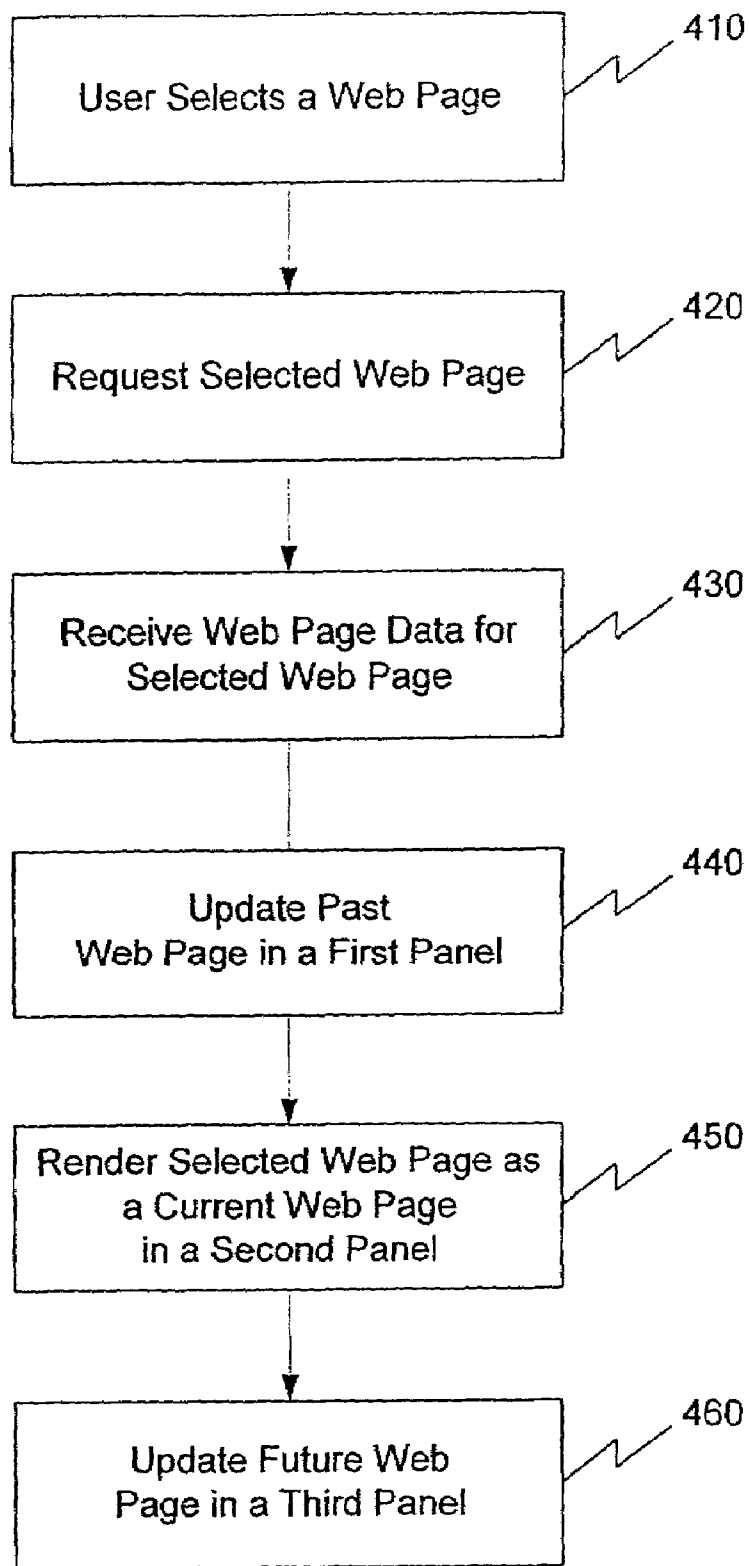 410
User Selects a Web Page
420
Request Selected Web Page
430
Receive Web Page Data for
Selected Web Page
440
Update Past
Web Page in a First Panel
450
Render Selected Web Page as
a Current Web Page
in a Second Panel
460
Update Future Web
Page in a Third Panel